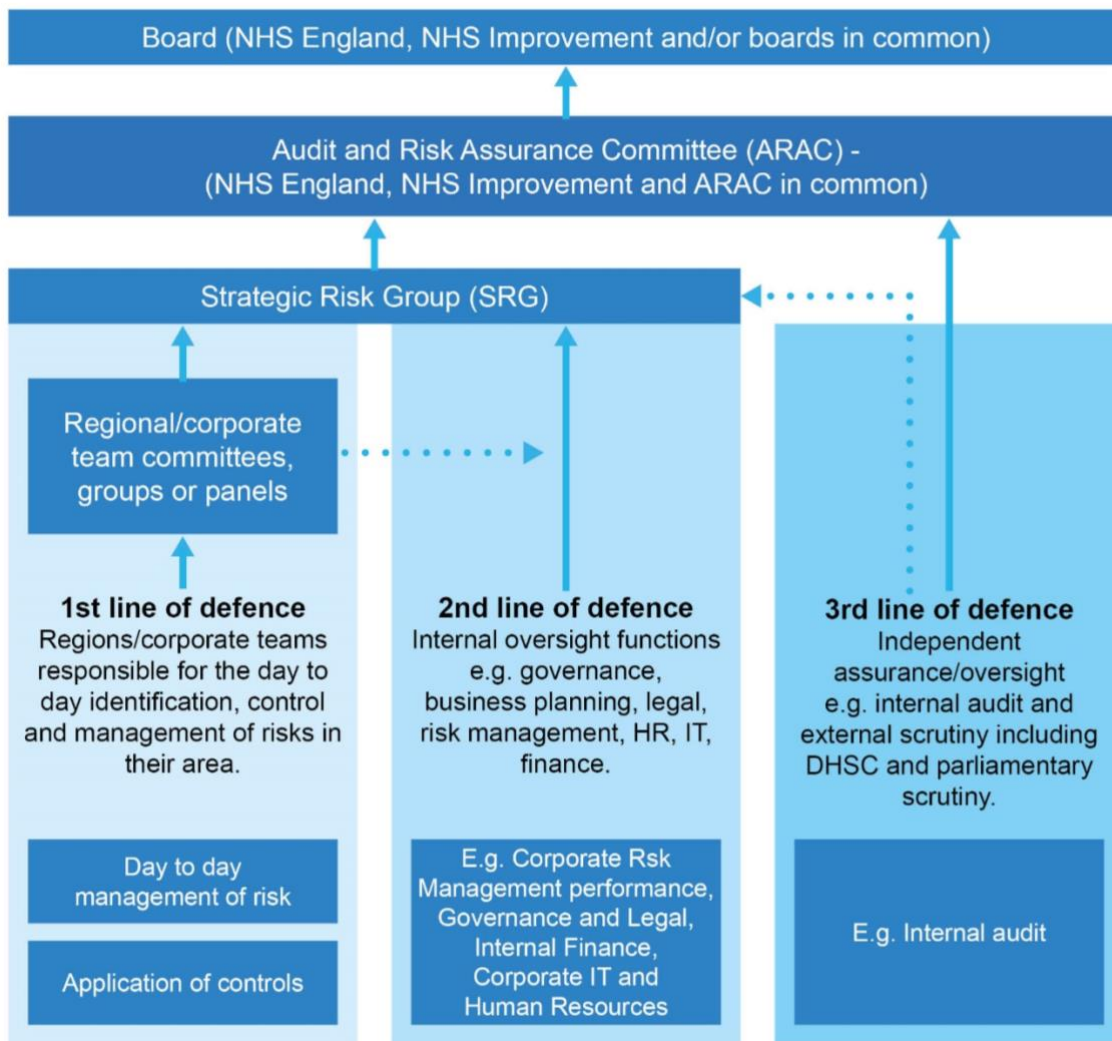 Board (NHS England, NHS Improvement and/or boards in common)
Audit and Risk Assurance Committee (ARAC) -
(NHS England, NHS Improvement and ARAC in common)
Strategic Risk Group (SRG)
Regional/corporate
team committees,
groups or panels
1st line of defence
Regions/corporate teams
responsible for the day to
day identification, control
and management of risks in
their area.
Day to day
management of risk
Application of controls
2nd line of defence
Internal oversight functions
e.g. governance,
business planning, legal,
risk management, HR, IT,
finance.
E.g. Corporate Rsk
Management performance,
Governance and Legal,
Internal Finance,
Corporate IT and
Human Resources
3rd line of defence
Independent
assurance/oversight
e.g. internal audit and
external scrutiny including
DHSC and parliamentary
scrutiny.
E.g. Internal audit